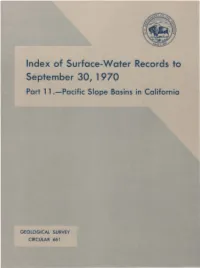 Index of Surface-Water Records to
September 30, 1970
Part 11.—Pacific Slope Basins in California
GEOLOGICAL SURVEY
CIRCULAR 661